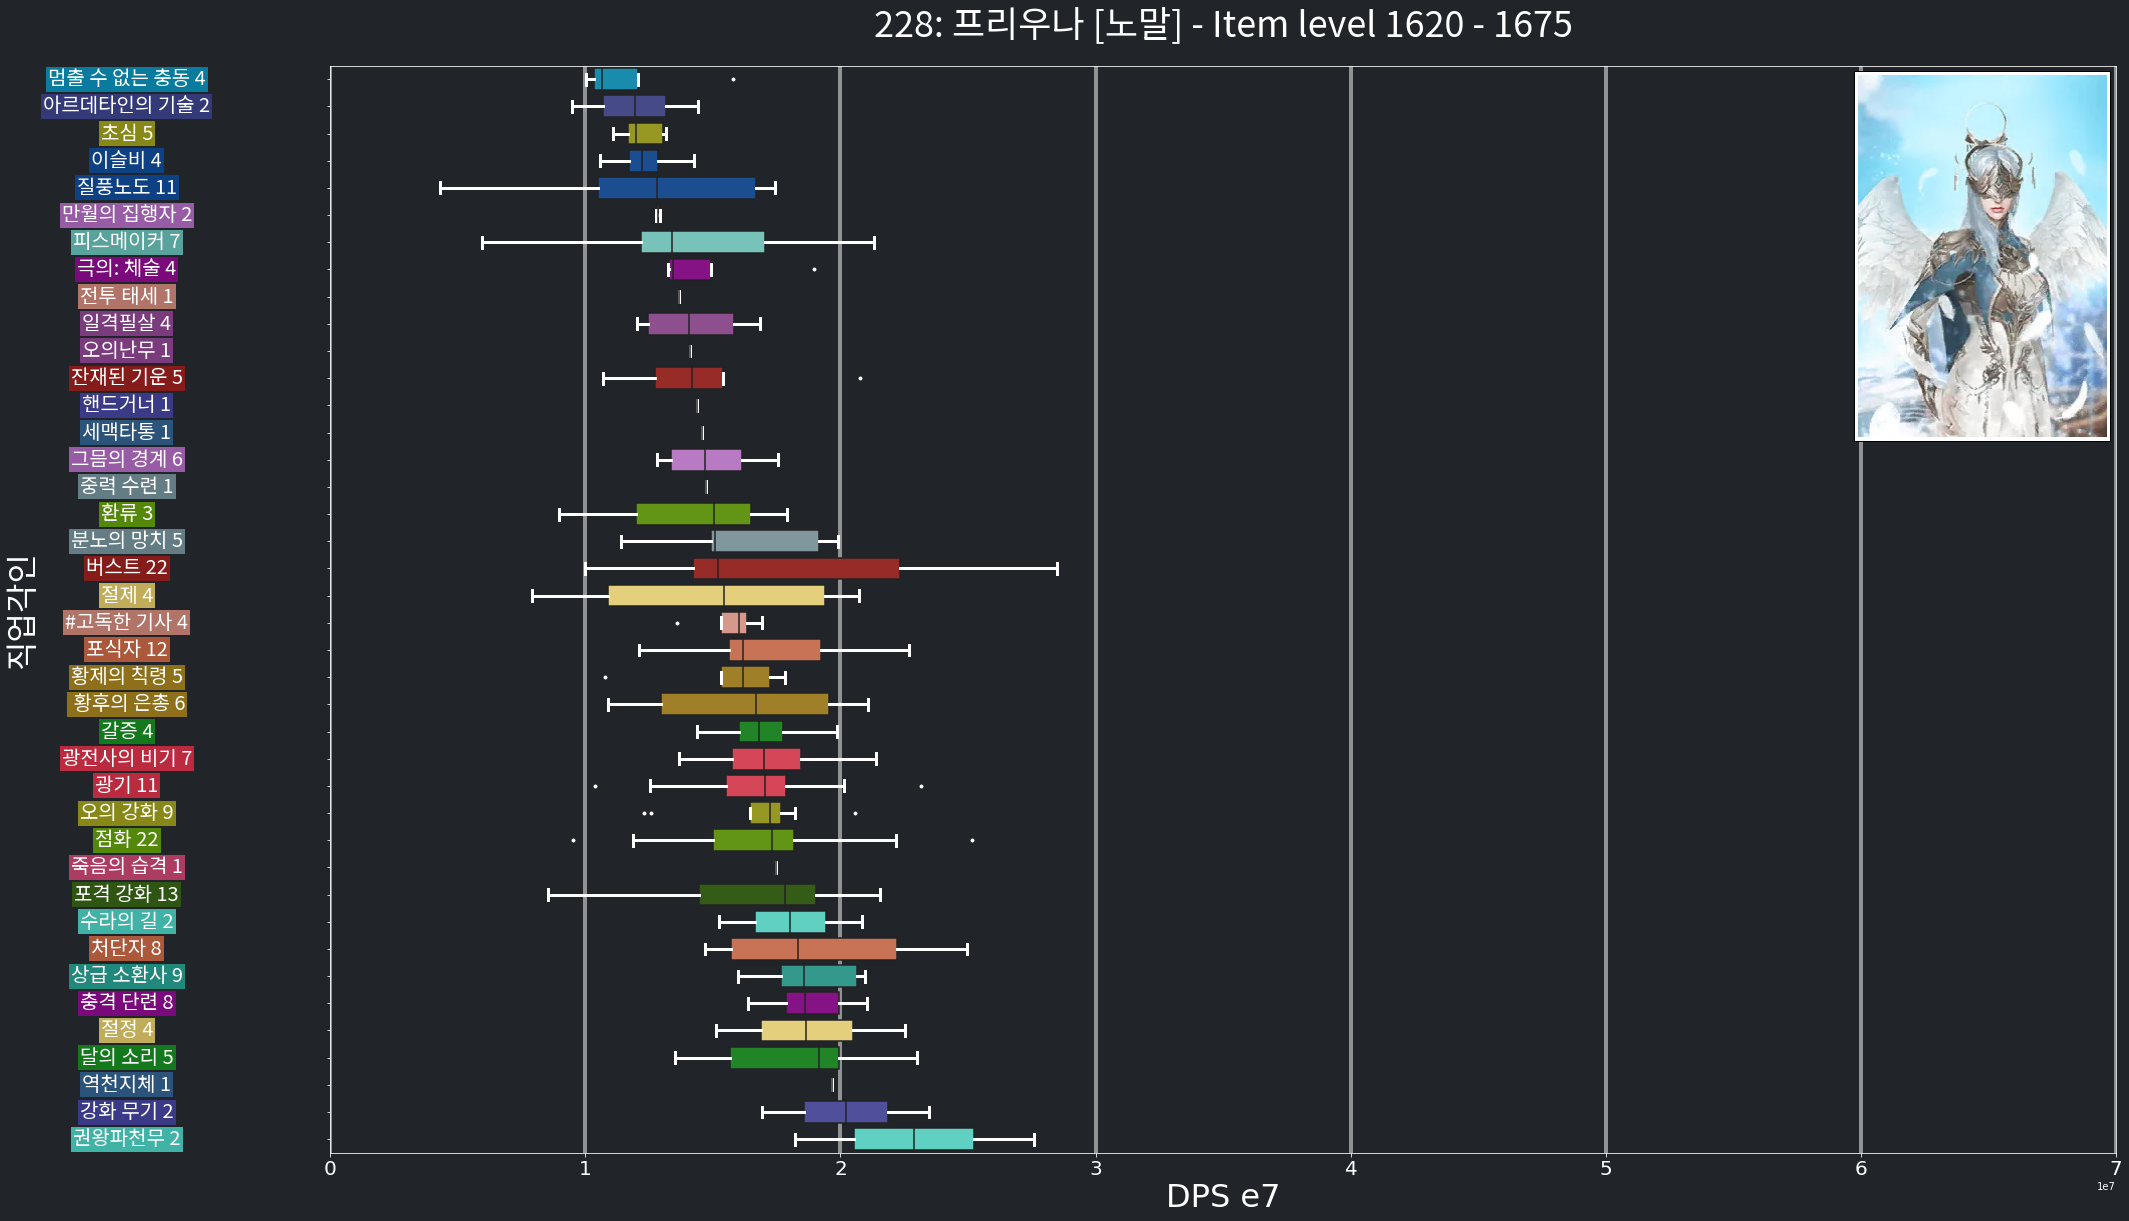 228: 프리우나 [노말] - Item level 1620 - 1675
멈출 수 없는 충동 4
아르데타인의 기술 2
초심 5
이슬비 4
질풍노도 11
만월의 집행자 2
피스메이커 7
극의: 체술 4
전투 태세 1
일격필살 4
오의난무 1
잔재된 기운 5
핸드거너 1
세맥타통 1
그믐의 경계 6
중력 수련 1
환류 3
분노의 망치 5
버스트 22
절제 4
#고독한 기사 4
포식자 12
황제의 칙령 5
황후의 은총 6
갈증 4
광전사의 비기 7
광기 11
오의 강화 9
점화 22
죽음의 습격 1
포격 강화 13
수라의 길 2
처단자 8
상급 소환사 9
충격 단련 8
절정 4
달의 소리 5
역천지체 1
강화 무기 2
권왕파천무 2
직업각인
0 1 2 3 4 5 6 7
1e7
DPS e7